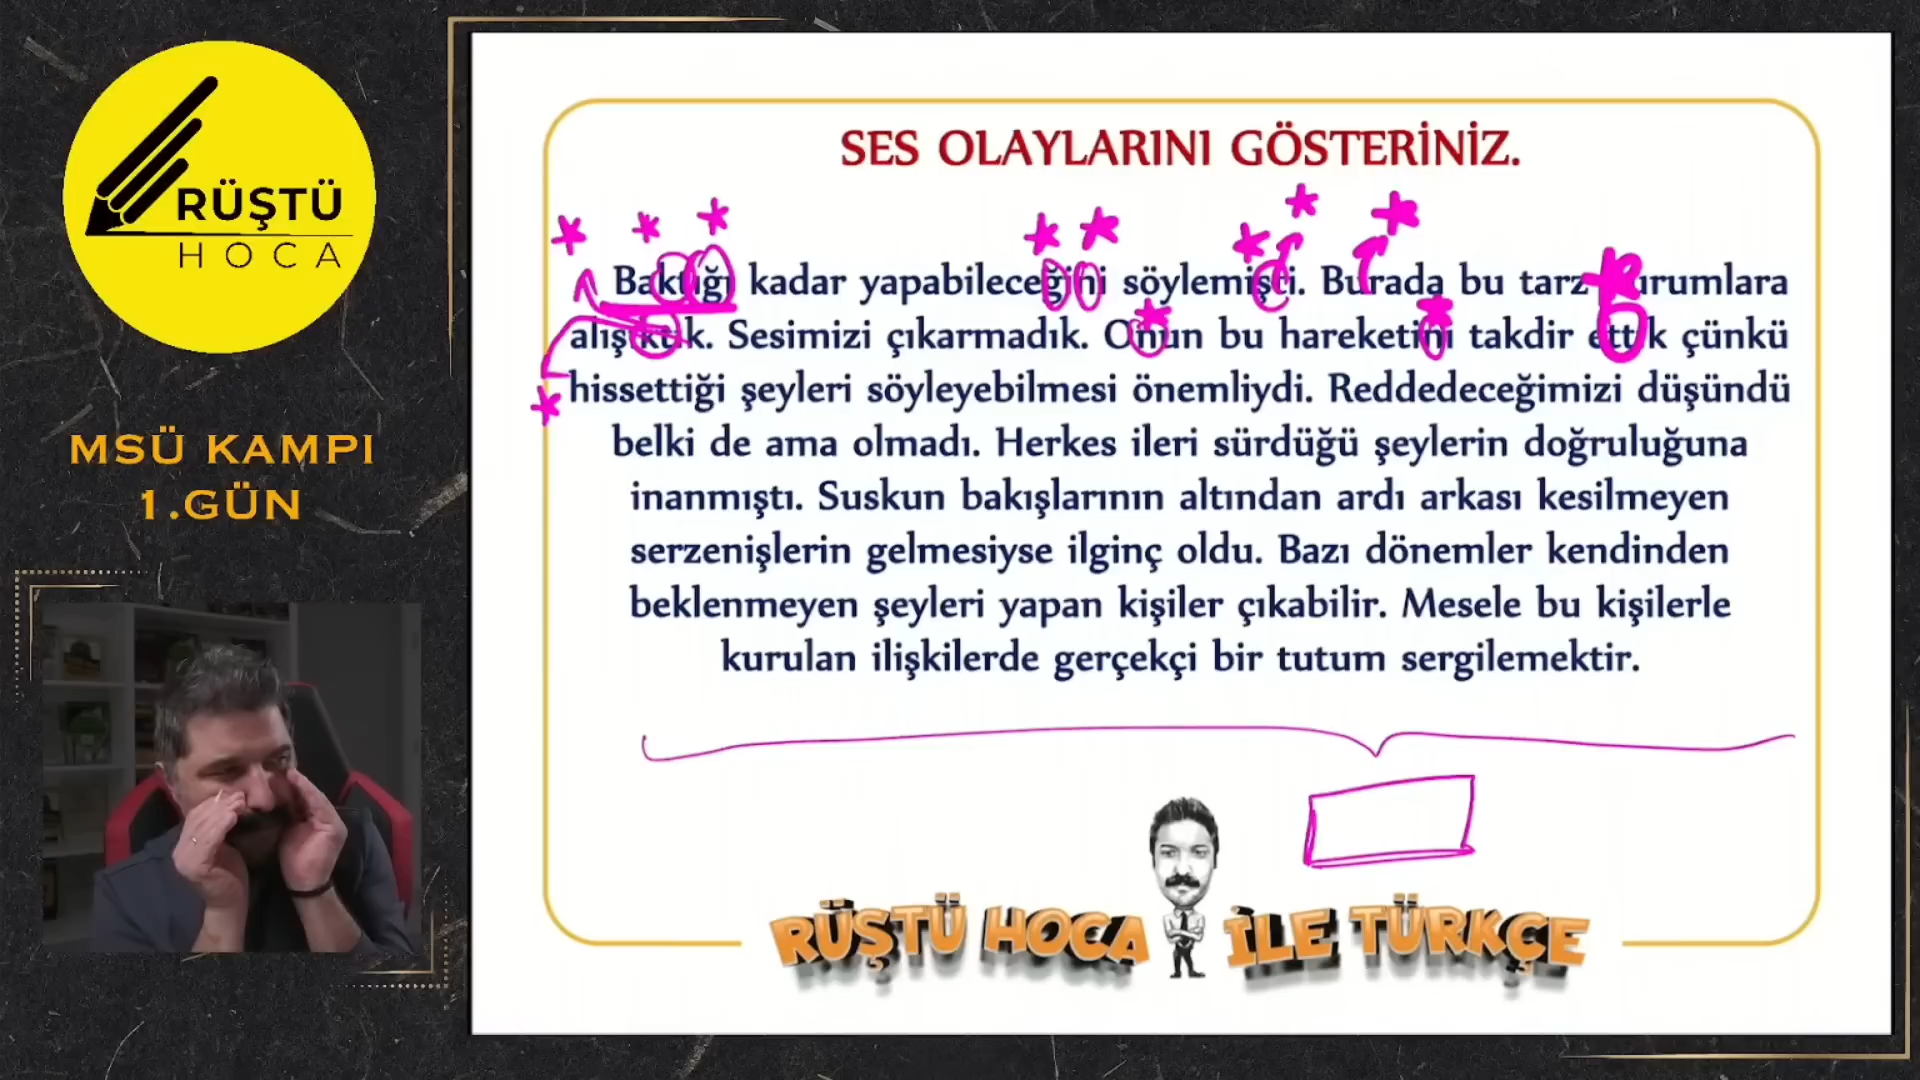 RÜŞTÜ
HOCA
MSÜ KAMPI
1.GÜN
SES OLAYLARINI GÖSTERİNİZ.
Baktığı kadar yapabileceğini söylemişti. Burada bu tarz durumlara
alışıktık. Sesimizi çıkarmadık. Onun bu hareketini takdir ettik çünkü
hissettiği şeyleri söyleyebilmesi önemliydi. Reddedeceğimizi düşündü
belki de ama olmadı. Herkes ileri sürdüğü şeylerin doğruluğuna
inanmıştı. Suskun bakışlarının altından ardı arkası kesilmeyen
serzenişlerin gelmesiyse ilginç oldu. Bazı dönemler kendinden
beklenmeyen şeyleri yapan kişiler çıkabilir. Mesele bu kişilerle
kurulan ilişkilerde gerçekçi bir tutum sergilemektir.
RÜŞTÜ HOCA İLE TÜRKÇE